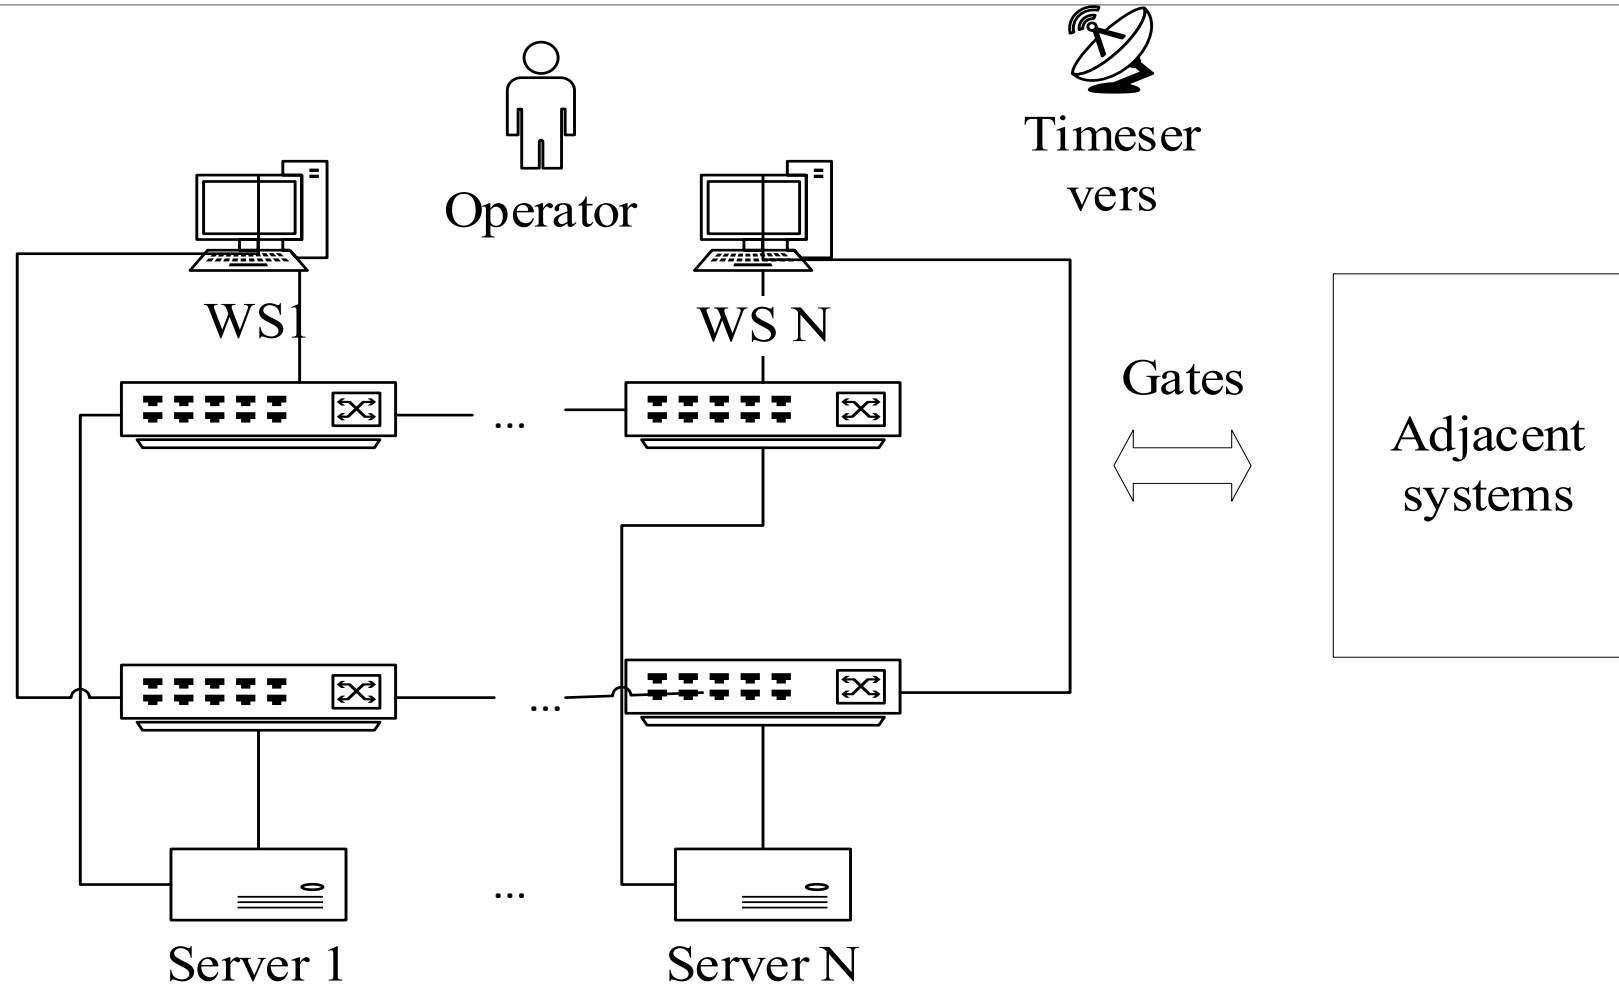 Operator
Timeser
vers
WS1
WS N
Gates
...
...
Adjacent
systems
...
Server 1
Server N